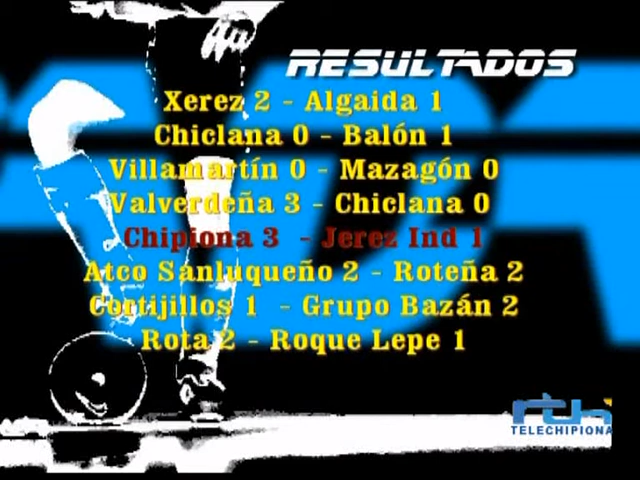 RESULTADOS
Xerez 2 - Algaida 1
Chiclana 0 - Balón 1
Villamartín 0 - Mazagón 0
Valverdeña 3 - Chiclana 0
Chipiona 3 - Jerez Ind 1
Atco Sanluqueño 2 - Roteña 2
Cortijillos 1 - Grupo Bazán 2
Rota 2 - Roque Lepe 1
rtch
TELECHIPIONA